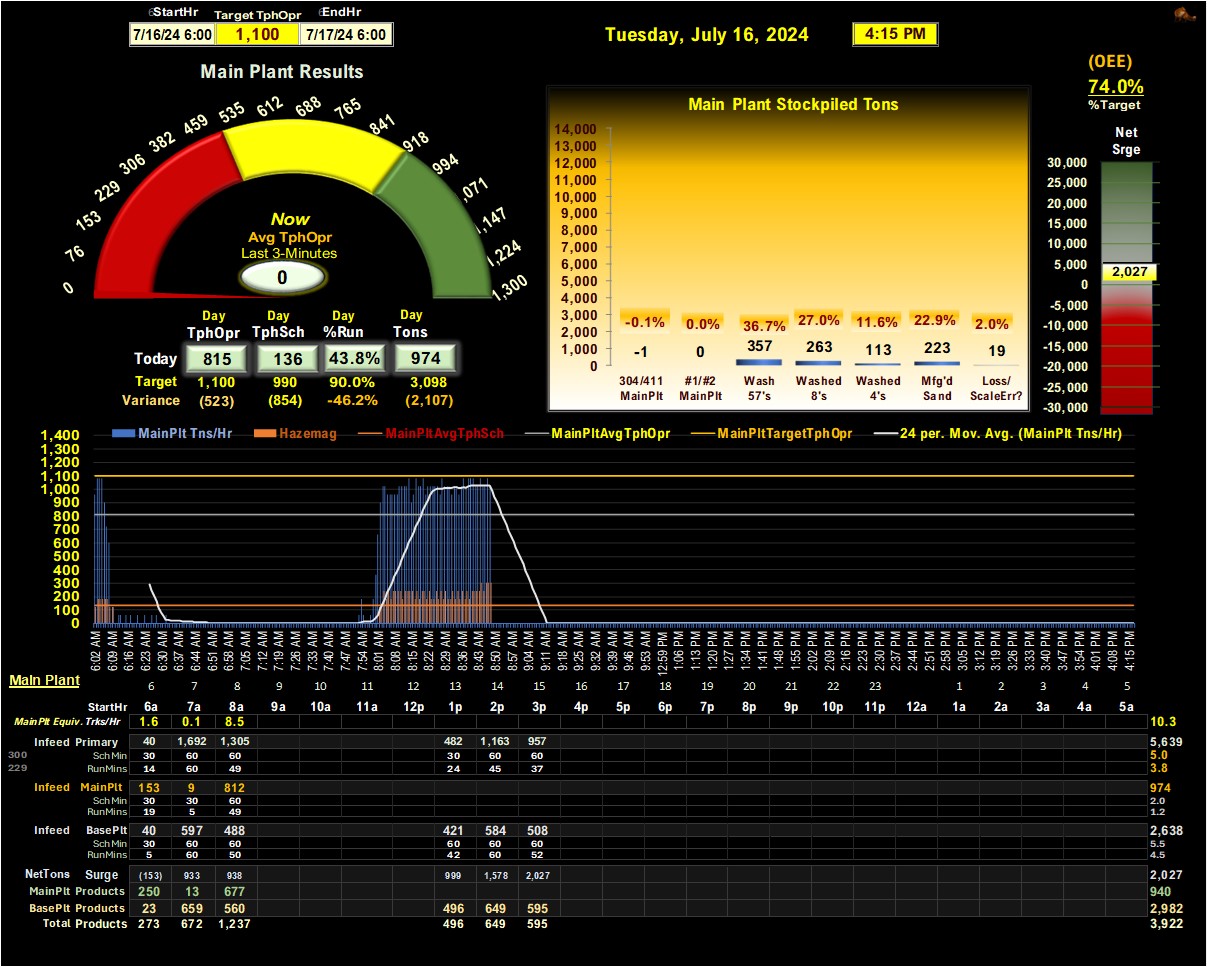 6StartHr Target TphOpr 6EndHr
7/16/24 6:00 1,100 7/17/24 6:00
Tuesday, July 16, 2024 4:15 PM
(OEE)
74.0%
%Target
Main Plant Results
0 76 153 229 306 382 459 535 612 688 765 841 918 994 ,071 ,147 1,224 1,300
Now
Avg TphOpr
Last 3-Minutes
0
Day Day Day Day
TphOpr TphSch %Run Tons
Today 815 136 43.8% 974
Target 1,100 990 90.0% 3,098
Variance (523) (854) -46.2% (2,107)
Main Plant Stockpiled Tons
14,000
13,000
12,000
11,000
10,000
9,000
8,000
7,000
6,000
5,000
4,000
3,000
2,000
1,000
0
-0.1% 0.0% 36.7% 27.0% 11.6% 22.9% 2.0%
-1 0 357 263 113 223 19
304/411 #1/#2 Wash Washed Washed Mfg'd Loss/
MainPlt MainPlt 57's 8's 4's Sand ScaleErr?
Net
Srge
30,000
25,000
20,000
15,000
10,000
5,000
2,027
0
-5,000
-10,000
-15,000
-20,000
-25,000
-30,000
MainPlt Tns/Hr Hazemag MainPltAvgTphSch MainPltAvgTphOpr MainPltTargetTphOpr 24 per. Mov. Avg. (MainPlt Tns/Hr)
1,400
1,300
1,200
1,100
1,000
900
800
700
600
500
400
300
200
100
0
6:02 AM 6:09 AM 6:16 AM 6:23 AM 6:30 AM 6:37 AM 6:51 AM 6:58 AM 7:05 AM 7:12 AM 7:19 AM 7:26 AM 7:33 AM 7:40 AM 7:47 AM 7:54 AM 8:01 AM 8:08 AM 8:15 AM 8:22 AM 8:29 AM 8:36 AM 8:43 AM 8:50 AM 8:57 AM 9:04 AM 9:11 AM 9:18 AM 9:25 AM 9:32 AM 9:39 AM 9:46 AM 9:53 AM 12:59 PM 1:06 PM 1:13 PM 1:20 PM 1:27 PM 1:34 PM 1:41 PM 1:48 PM 1:55 PM 2:02 PM 2:09 PM 2:16 PM 2:23 PM 2:30 PM 2:37 PM 2:44 PM 2:51 PM 2:58 PM 3:05 PM 3:12 PM 3:19 PM 3:26 PM 3:33 PM 3:40 PM 3:47 PM 3:54 PM 4:01 PM 4:08 PM 4:15 PM
Main Plant
6 7 8 9 10 11 12 13 14 15 16 17 18 19 20 21 22 23 1 2 3 4 5
StartHr 6a 7a 8a 9a 10a 11a 12p 1p 2p 3p 4p 5p 6p 7p 8p 9p 10p 11p 12a 1a 2a 3a 4a 5a
MainPlt Equiv. Trks/Hr 1.6 0.1 8.5 10.3
Infeed Primary 40 1,692 1,305 482 1,163 957 5,639
300 SchMin 30 60 60 30 60 60 5.0
229 RunMins 14 60 49 24 45 37 3.8
Infeed MainPlt 153 9 812 974
SchMin 30 30 60 2.0
RunMins 19 5 49 1.2
Infeed BasePlt 40 597 488 421 584 508 2,638
SchMin 30 60 60 60 60 60 5.5
RunMins 5 60 50 42 60 52 4.5
NetTons Surge (153) 933 938 999 1,578 2,027 2,027
MainPlt Products 250 13 677 940
BasePlt Products 23 659 560 496 649 595 2,982
Total Products 273 672 1,237 496 649 595 3,922